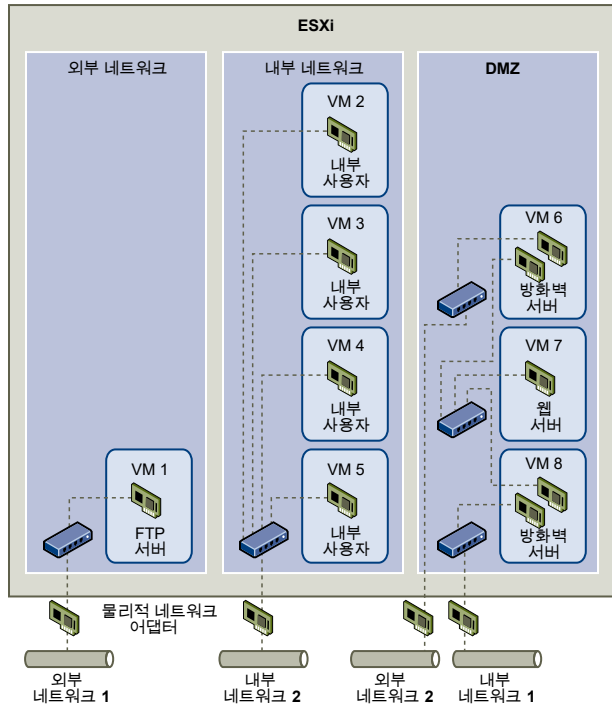 ESXi
외부 네트워크
VM 1
FTP
서버
내부 네트워크
VM 2
내부
사용자
VM 3
내부
사용자
VM 4
내부
사용자
VM 5
내부
사용자
DMZ
VM 6
방화벽
서버
VM 7
웹
서버
VM 8
방화벽
서버
물리적 네트워크
어댑터
외부
네트워크 1
내부
네트워크 2
외부
네트워크 2
내부
네트워크 1